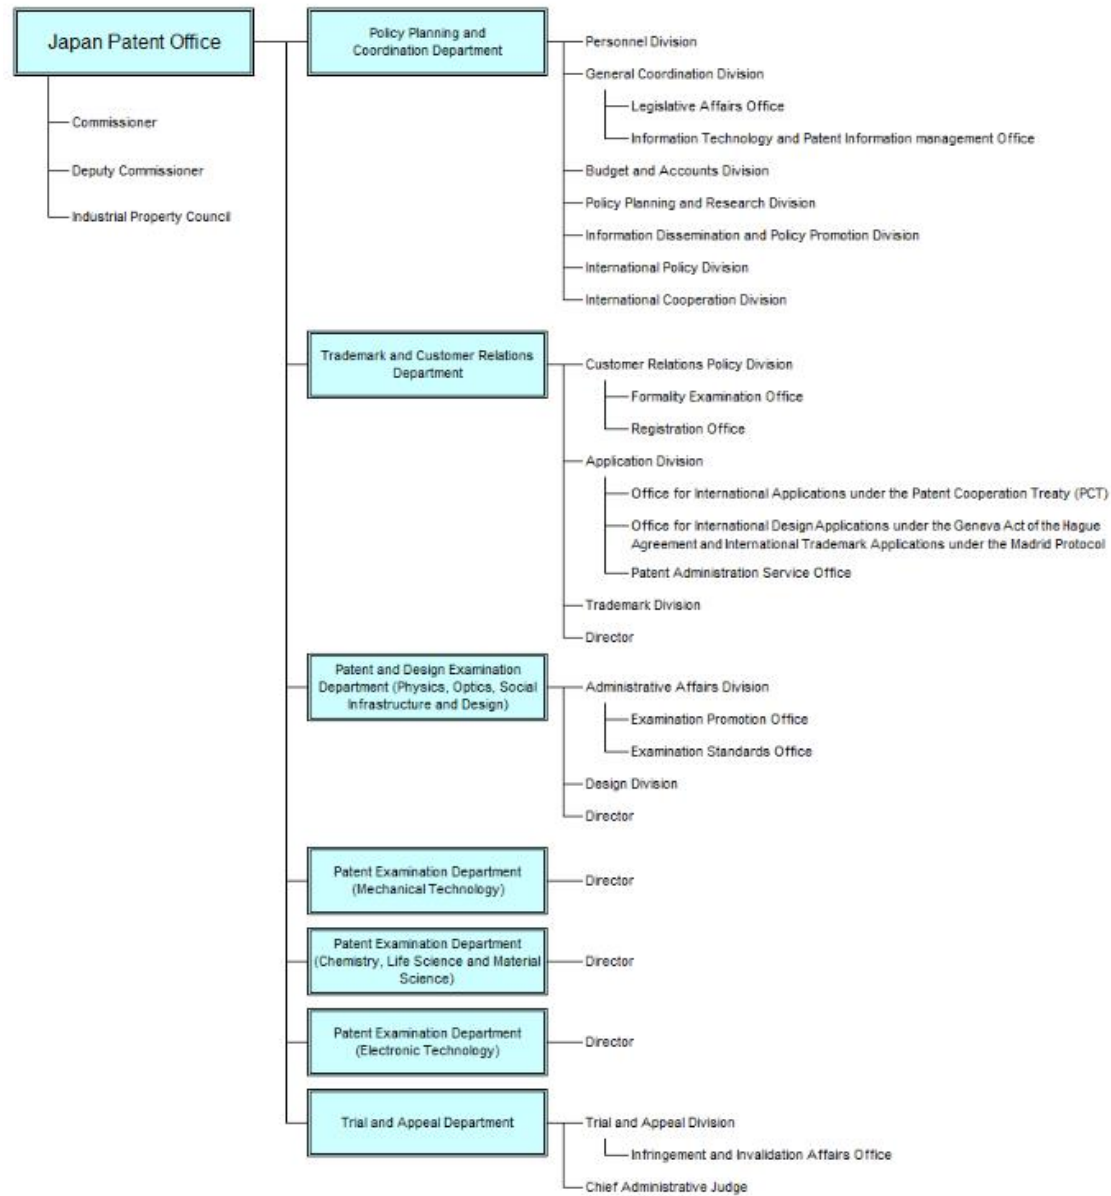 Japan Patent Office
Commissioner
Deputy Commissioner
Industrial Property Council
Policy Planning and
Coordination Department
Personnel Division
General Coordination Division
Legislative Affairs Office
Information Technology and Patent Information management Office
Budget and Accounts Division
Policy Planning and Research Division
Information Dissemination and Policy Promotion Division
International Policy Division
International Cooperation Division
Trademark and Customer Relations
Department
Customer Relations Policy Division
Formality Examination Office
Registration Office
Application Division
Office for International Applications under the Patent Cooperation Treaty (PCT)
Office for International Design Applications under the Geneva Act of the Hague
Agreement and International Trademark Applications under the Madrid Protocol
Patent Administration Service Office
Trademark Division
Director
Patent and Design Examination
Department (Physics, Optics, Social
Infrastructure and Design)
Administrative Affairs Division
Examination Promotion Office
Examination Standards Office
Design Division
Director
Patent Examination Department
(Mechanical Technology)
Director
Patent Examination Department
(Chemistry, Life Science and Material
Science)
Director
Patent Examination Department
(Electronic Technology)
Director
Trial and Appeal Department
Trial and Appeal Division
Infringement and Invalidation Affairs Office
Chief Administrative Judge